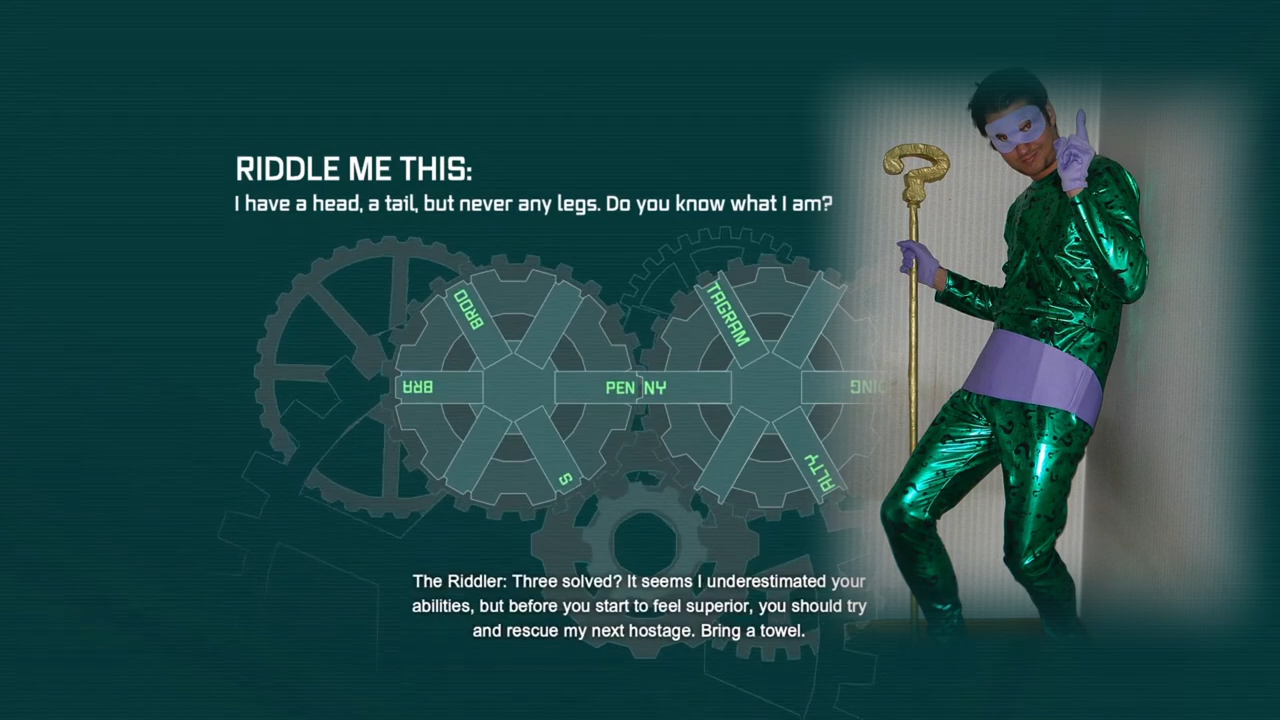 RIDDLE ME THIS:
I have a head, a tail, but never any legs. Do you know what I am?
BROOD
TAGRAM
BRA
PEN
NY
S
ALTY
The Riddler: Three solved? It seems I underestimated your
abilities, but before you start to feel superior, you should try
and rescue my next hostage. Bring a towel.